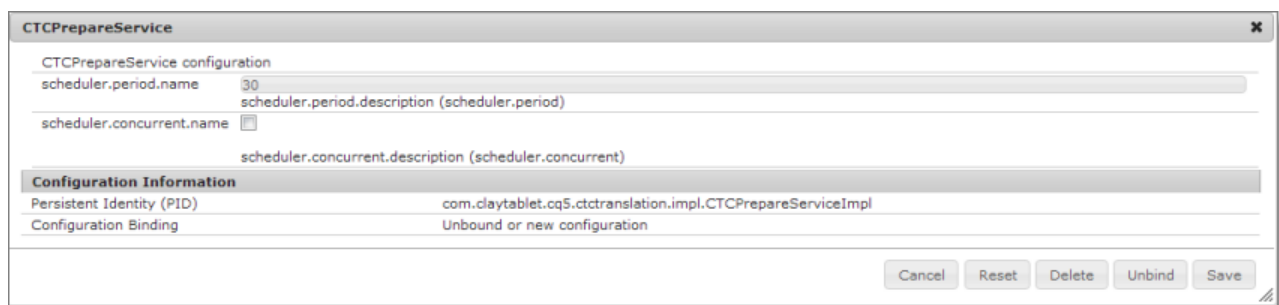 CTCPrepareService
CTCPrepareService configuration
scheduler.period.name 30
scheduler.period.description (scheduler.period)
scheduler.concurrent.name
scheduler.concurrent.description (scheduler.concurrent)
Configuration Information
Persistent Identity (PID) com.claytablet.cq5.ctctranslation.impl.CTCPrepareServiceImpl
Configuration Binding Unbound or new configuration
Cancel Reset Delete Unbind Save